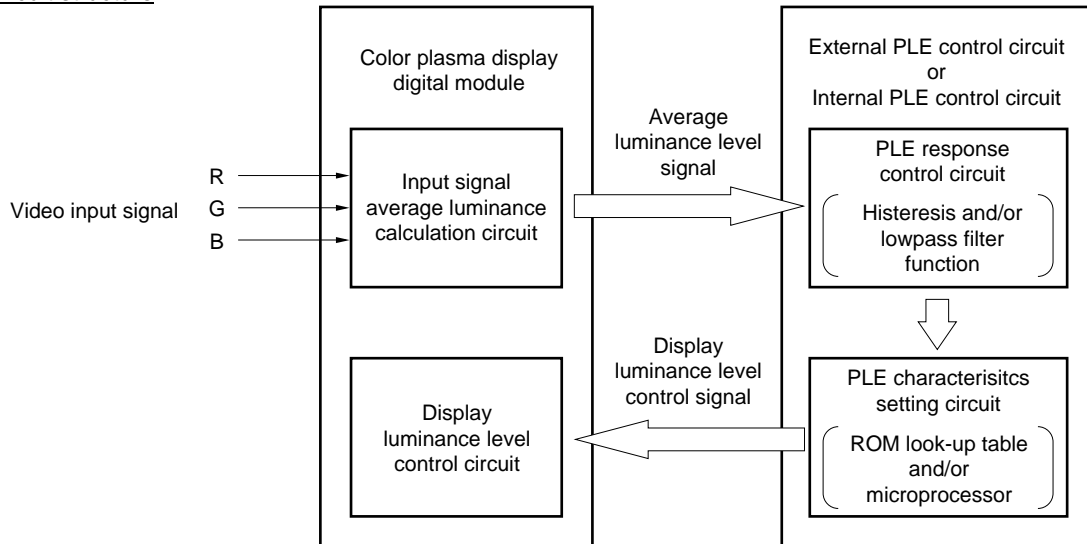 Color plasma display
digital module
External PLE control circuit
or
Internal PLE control circuit
Average
luminance level
signal
Video input signal
R
G
B
Input signal
average luminance
calculation circuit
PLE response
control circuit
Histeresis and/or
lowpass filter
function
Display
luminance level
control signal
Display
luminance level
control circuit
PLE characterisitcs
setting circuit
ROM look-up table
and/or
microprocessor